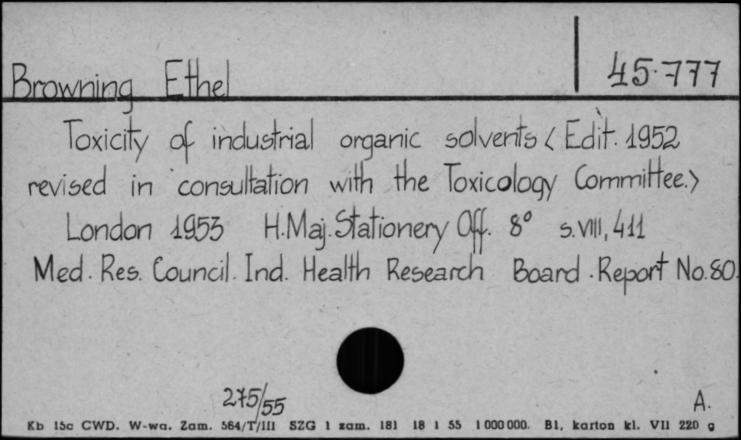 Browning Ethel 45.777
Toxicity of industrial organic solvents <Edit. 1952
revised in consultation with the Toxicology Committee.>
London 1953 H.Maj.Stationery Off. 8° s.VIII, 411
Med. Res. Council. Ind. Health Research Board. Report No.80.
275/55 A.
Kb 15c CWD. W-wa. Zam. 564/T/III SZG 1 zam. 181 18 1 55 1 000 000. Bl, karton kl. VII 220 g